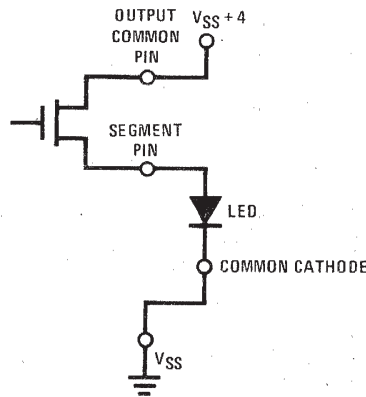 OUTPUT
COMMON
PIN
VSS + 4
SEGMENT
PIN
LED
COMMON CATHODE
VSS